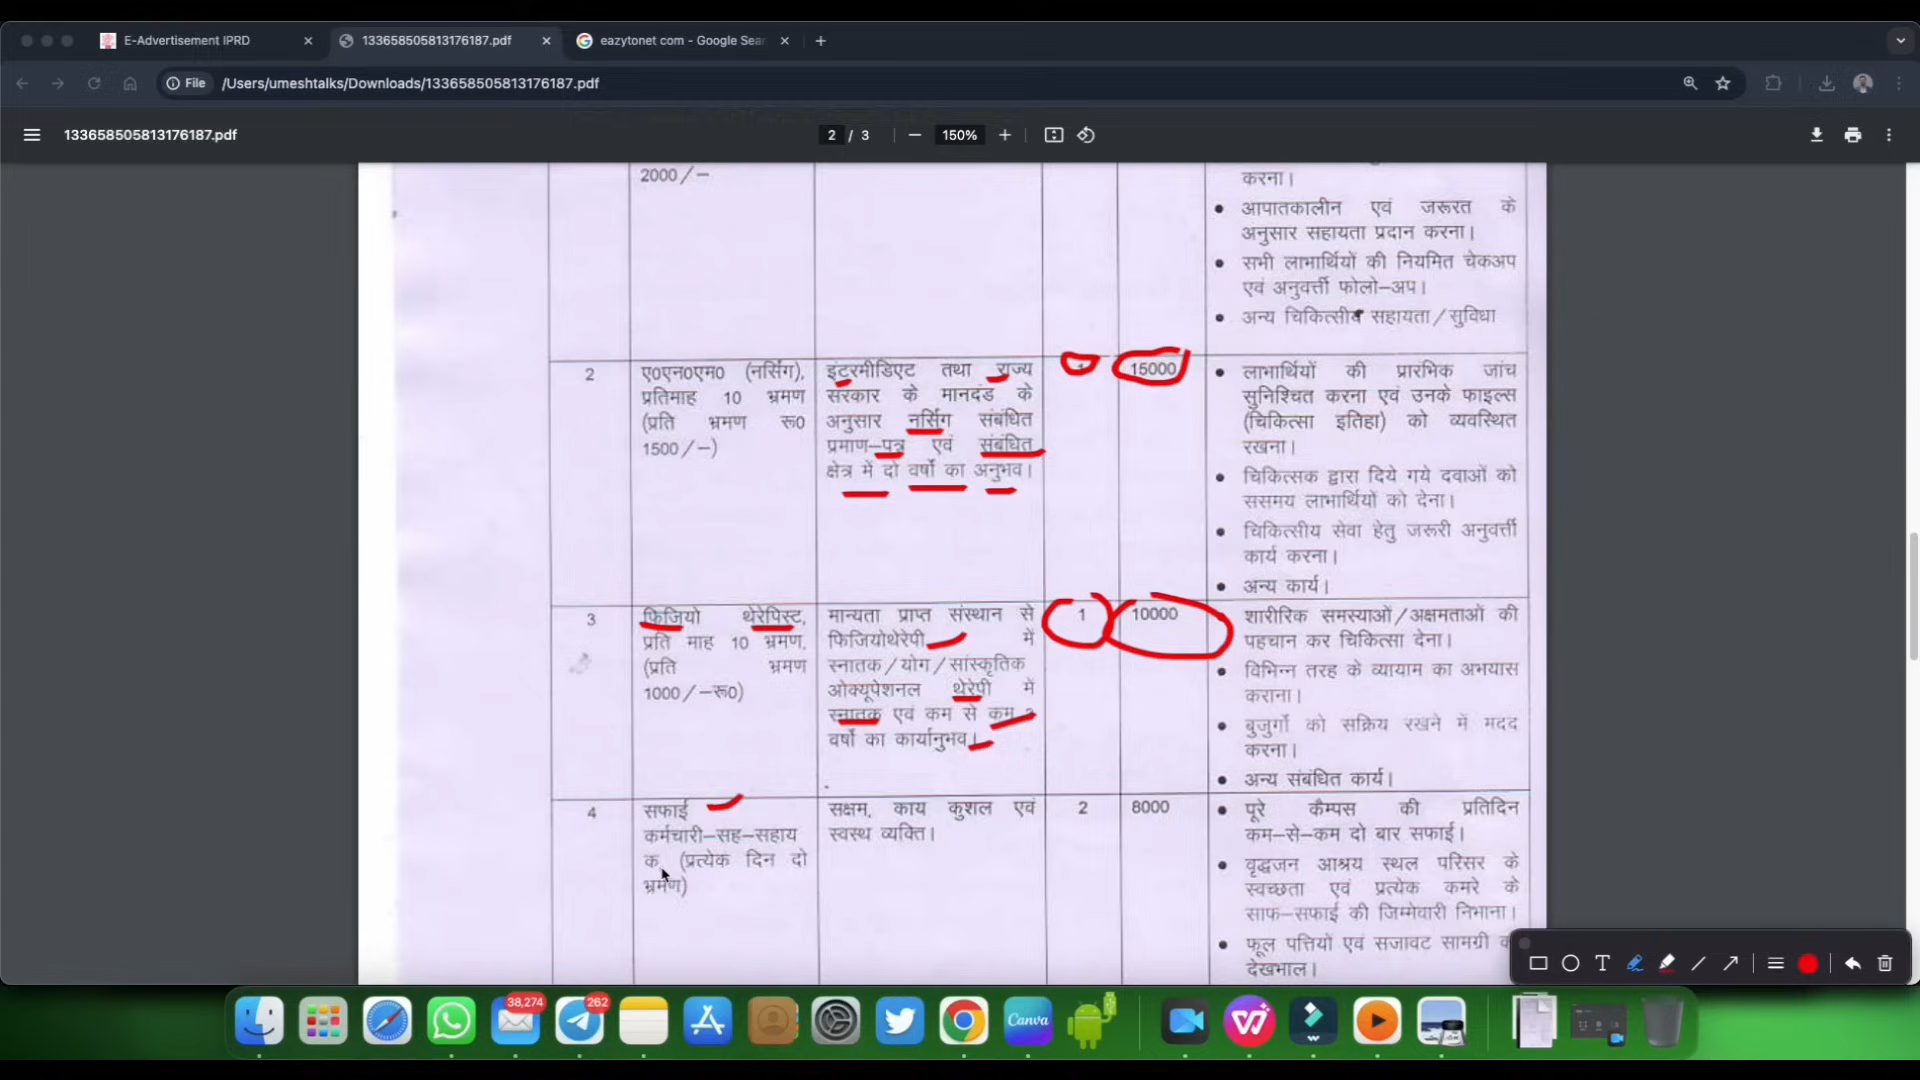 E-Advertisement IPRD
133658505813176187.pdf
eazytonet com - Google Sea
File
/Users/umeshtalks/Downloads/133658505813176187.pdf
133658505813176187.pdf
2 / 3
150%
2000/–
करना।
आपातकालीन एवं जरूरत के
अनुसार सहायता प्रदान करना।
सभी लाभार्थियों की नियमित चेकअप
एवं अनुवर्त्ती फोलो–अप।
अन्य चिकित्सीय सहायता/सुविधा
2
ए0एन0एम0 (नर्सिंग),
प्रतिमाह 10 भ्रमण
(प्रति भ्रमण रू0
1500/–)
इंटरमीडिएट तथा राज्य
सरकार के मानदंड के
अनुसार नर्सिंग संबंधित
प्रमाण–पत्र एवं संबंधित
क्षेत्र में दो वर्षो का अनुभव।
15000
लाभार्थियों की प्रारंभिक जांच
सुनिश्चित करना एवं उनके फाइल्स
(चिकित्सा इतिहा) को व्यवस्थित
रखना।
चिकित्सक द्वारा दिये गये दवाओं को
ससमय लाभार्थियों को देना।
चिकित्सीय सेवा हेतु जरूरी अनुवर्त्ती
कार्य करना।
अन्य कार्य।
3
फिजियो थेरेपिस्ट,
प्रति माह 10 भ्रमण,
(प्रति भ्रमण
1000/–रू0)
मान्यता प्राप्त संस्थान से
फिजियोथेरेपी में
स्नातक/योग/सांस्कृतिक
ओक्यूपेशनल थेरेपी में
स्नातक एवं कम से कम
वर्षो का कार्यानुभव।
1
10000
शारीरिक समस्याओं/अक्षमताओं की
पहचान कर चिकित्सा देना।
विभिन्न तरह के व्यायाम का अभयास
कराना।
बुजुर्गो को सक्रिय रखने में मदद
करना।
अन्य संबंधित कार्य।
4
सफाई
कर्मचारी–सह–सहाय
क, (प्रत्येक दिन दो
भ्रमण)
सक्षम, काय कुशल एवं
स्वस्थ व्यक्ति।
2
8000
पूरे कैम्पस की प्रतिदिन
कम–से–कम दो बार सफाई।
वृद्धजन आश्रय स्थल परिसर के
स्वच्छता एवं प्रत्येक कमरे के
साफ–सफाई की जिम्मेवारी निभाना।
फूल पत्तियों एवं सजावट सामग्री
देखभाल।
T
38,274
262
Canva